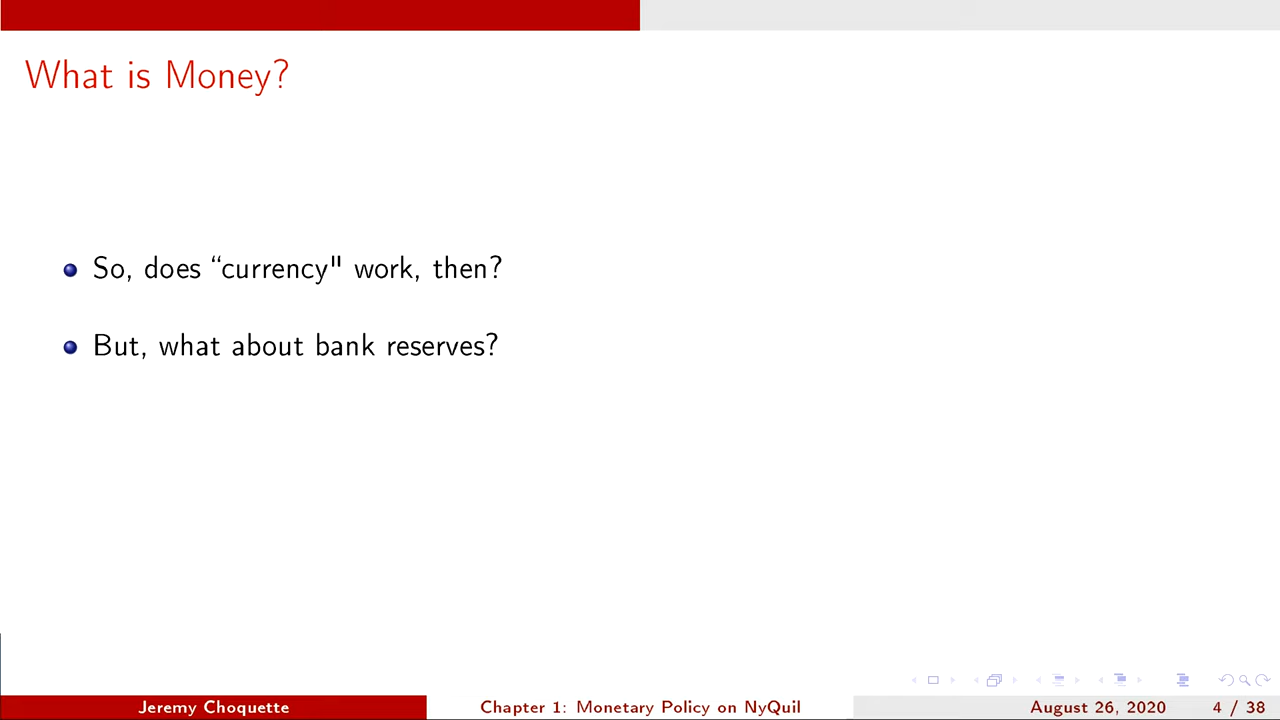 What is Money?
So, does “currency" work, then?
But, what about bank reserves?
Jeremy Choquette
Chapter 1: Monetary Policy on NyQuil
August 26, 2020
4 / 38